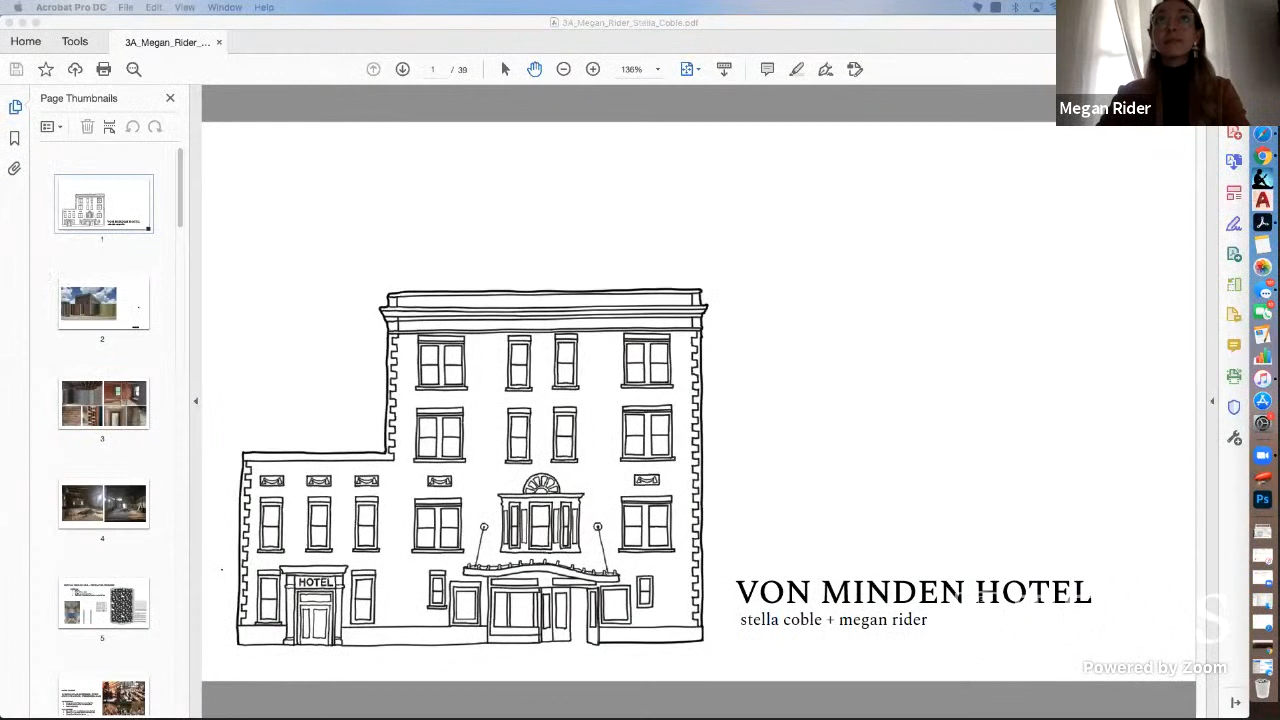 Acrobat Pro DC File Edit View Window Help
3A_Megan_Rider_Stella_Coble.pdf
Home Tools 3A_Megan_Rider_...
1 / 39 136%
Megan Rider
Page Thumbnails
1
2
3
4
5
HOTEL
VON MINDEN HOTEL
stella coble + megan rider
Powered by Zoom